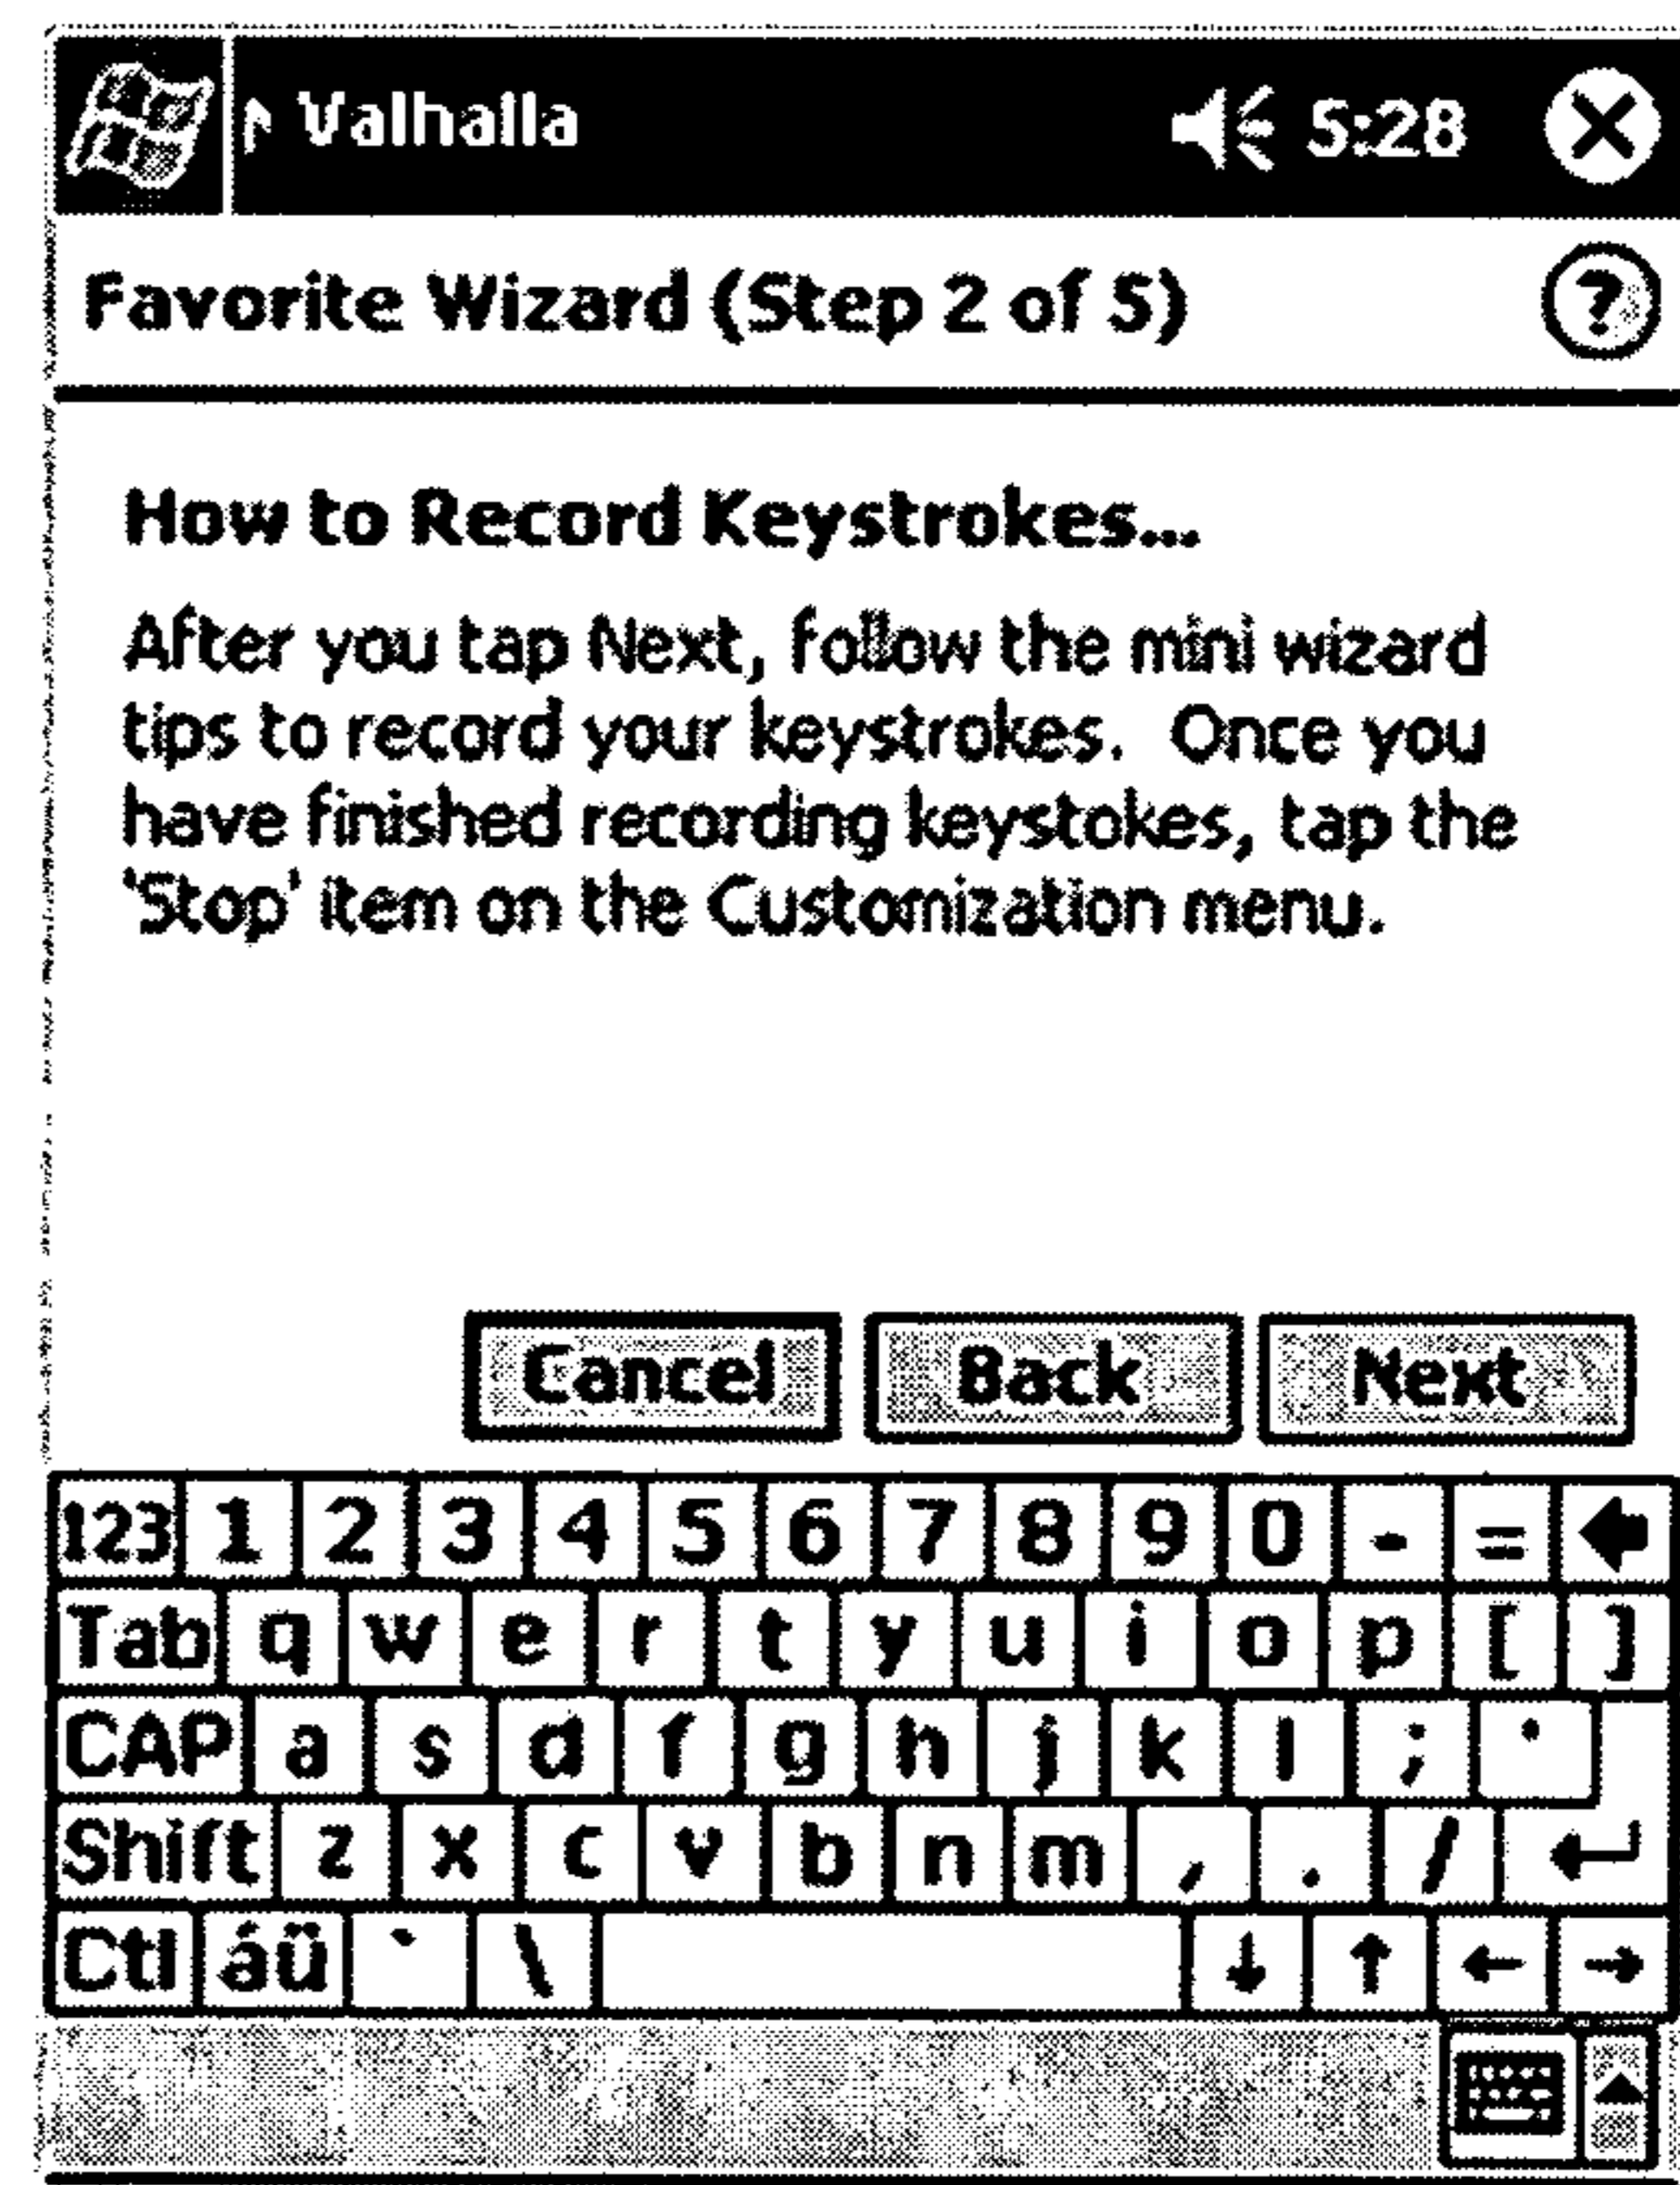 Valhalla 5:28
Favorite Wizard (Step 2 of 5) ?
How to Record Keystrokes...
After you tap Next, follow the mini wizard
tips to record your keystrokes. Once you
have finished recording keystokes, tap the
'Stop' item on the Customization menu.
Cancel Back Next
123 1 2 3 4 5 6 7 8 9 0 - =
Tab q w e r t y u i o p [ ]
CAP a s d f g h j k l ; '
Shift z x c v b n m , . /
Ctl áü ` \ ↓ ↑ ← →